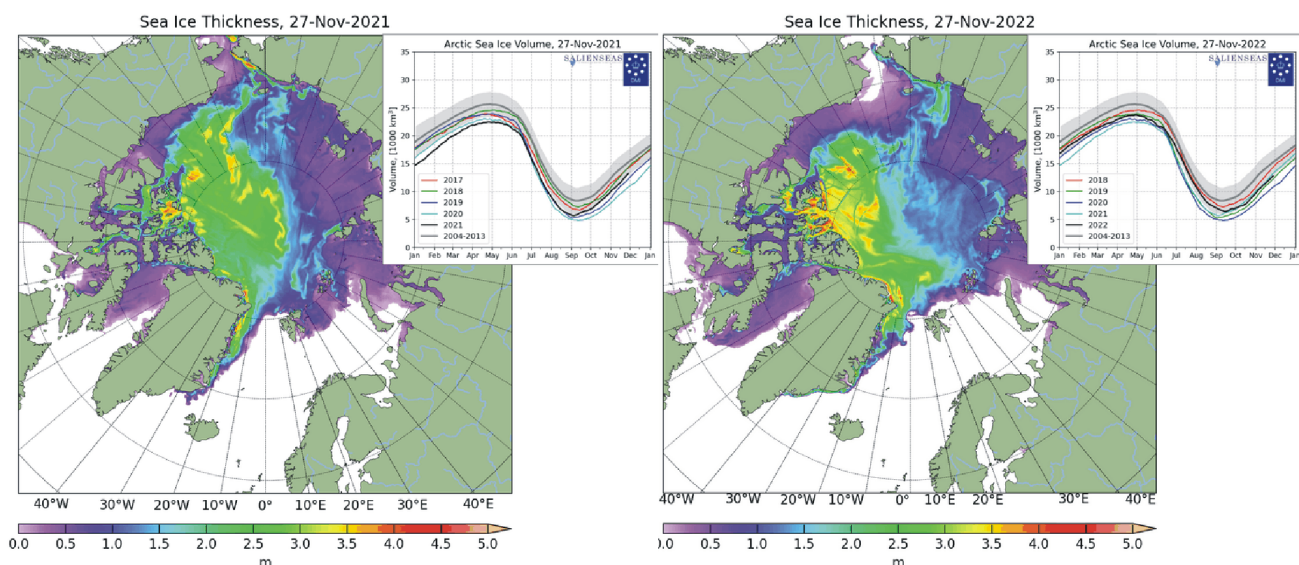 Sea Ice Thickness, 27-Nov-2021
Arctic Sea Ice Volume, 27-Nov-2021
SALIENSEAS
DMI
Volume, [1000 km³]
35
30
25
20
15
10
5
0
2017
2018
2019
2020
2021
2004-2013
Jan Feb Mar Apr May Jun Jul Aug Sep Oct Nov Dec Jan
40°W 30°W 20°W 10°W 0° 10°E 20°E 30°E 40°E
0.0 0.5 1.0 1.5 2.0 2.5 3.0 3.5 4.0 4.5 5.0
m
Sea Ice Thickness, 27-Nov-2022
Arctic Sea Ice Volume, 27-Nov-2022
SALIENSEAS
DMI
Volume, [1000 km³]
35
30
25
20
15
10
5
0
2018
2019
2020
2021
2022
2004-2013
Jan Feb Mar Apr May Jun Jul Aug Sep Oct Nov Dec Jan
40°W 30°W 20°W 10°W 0° 10°E 20°E 30°E 40°E
0.0 0.5 1.0 1.5 2.0 2.5 3.0 3.5 4.0 4.5 5.0
m